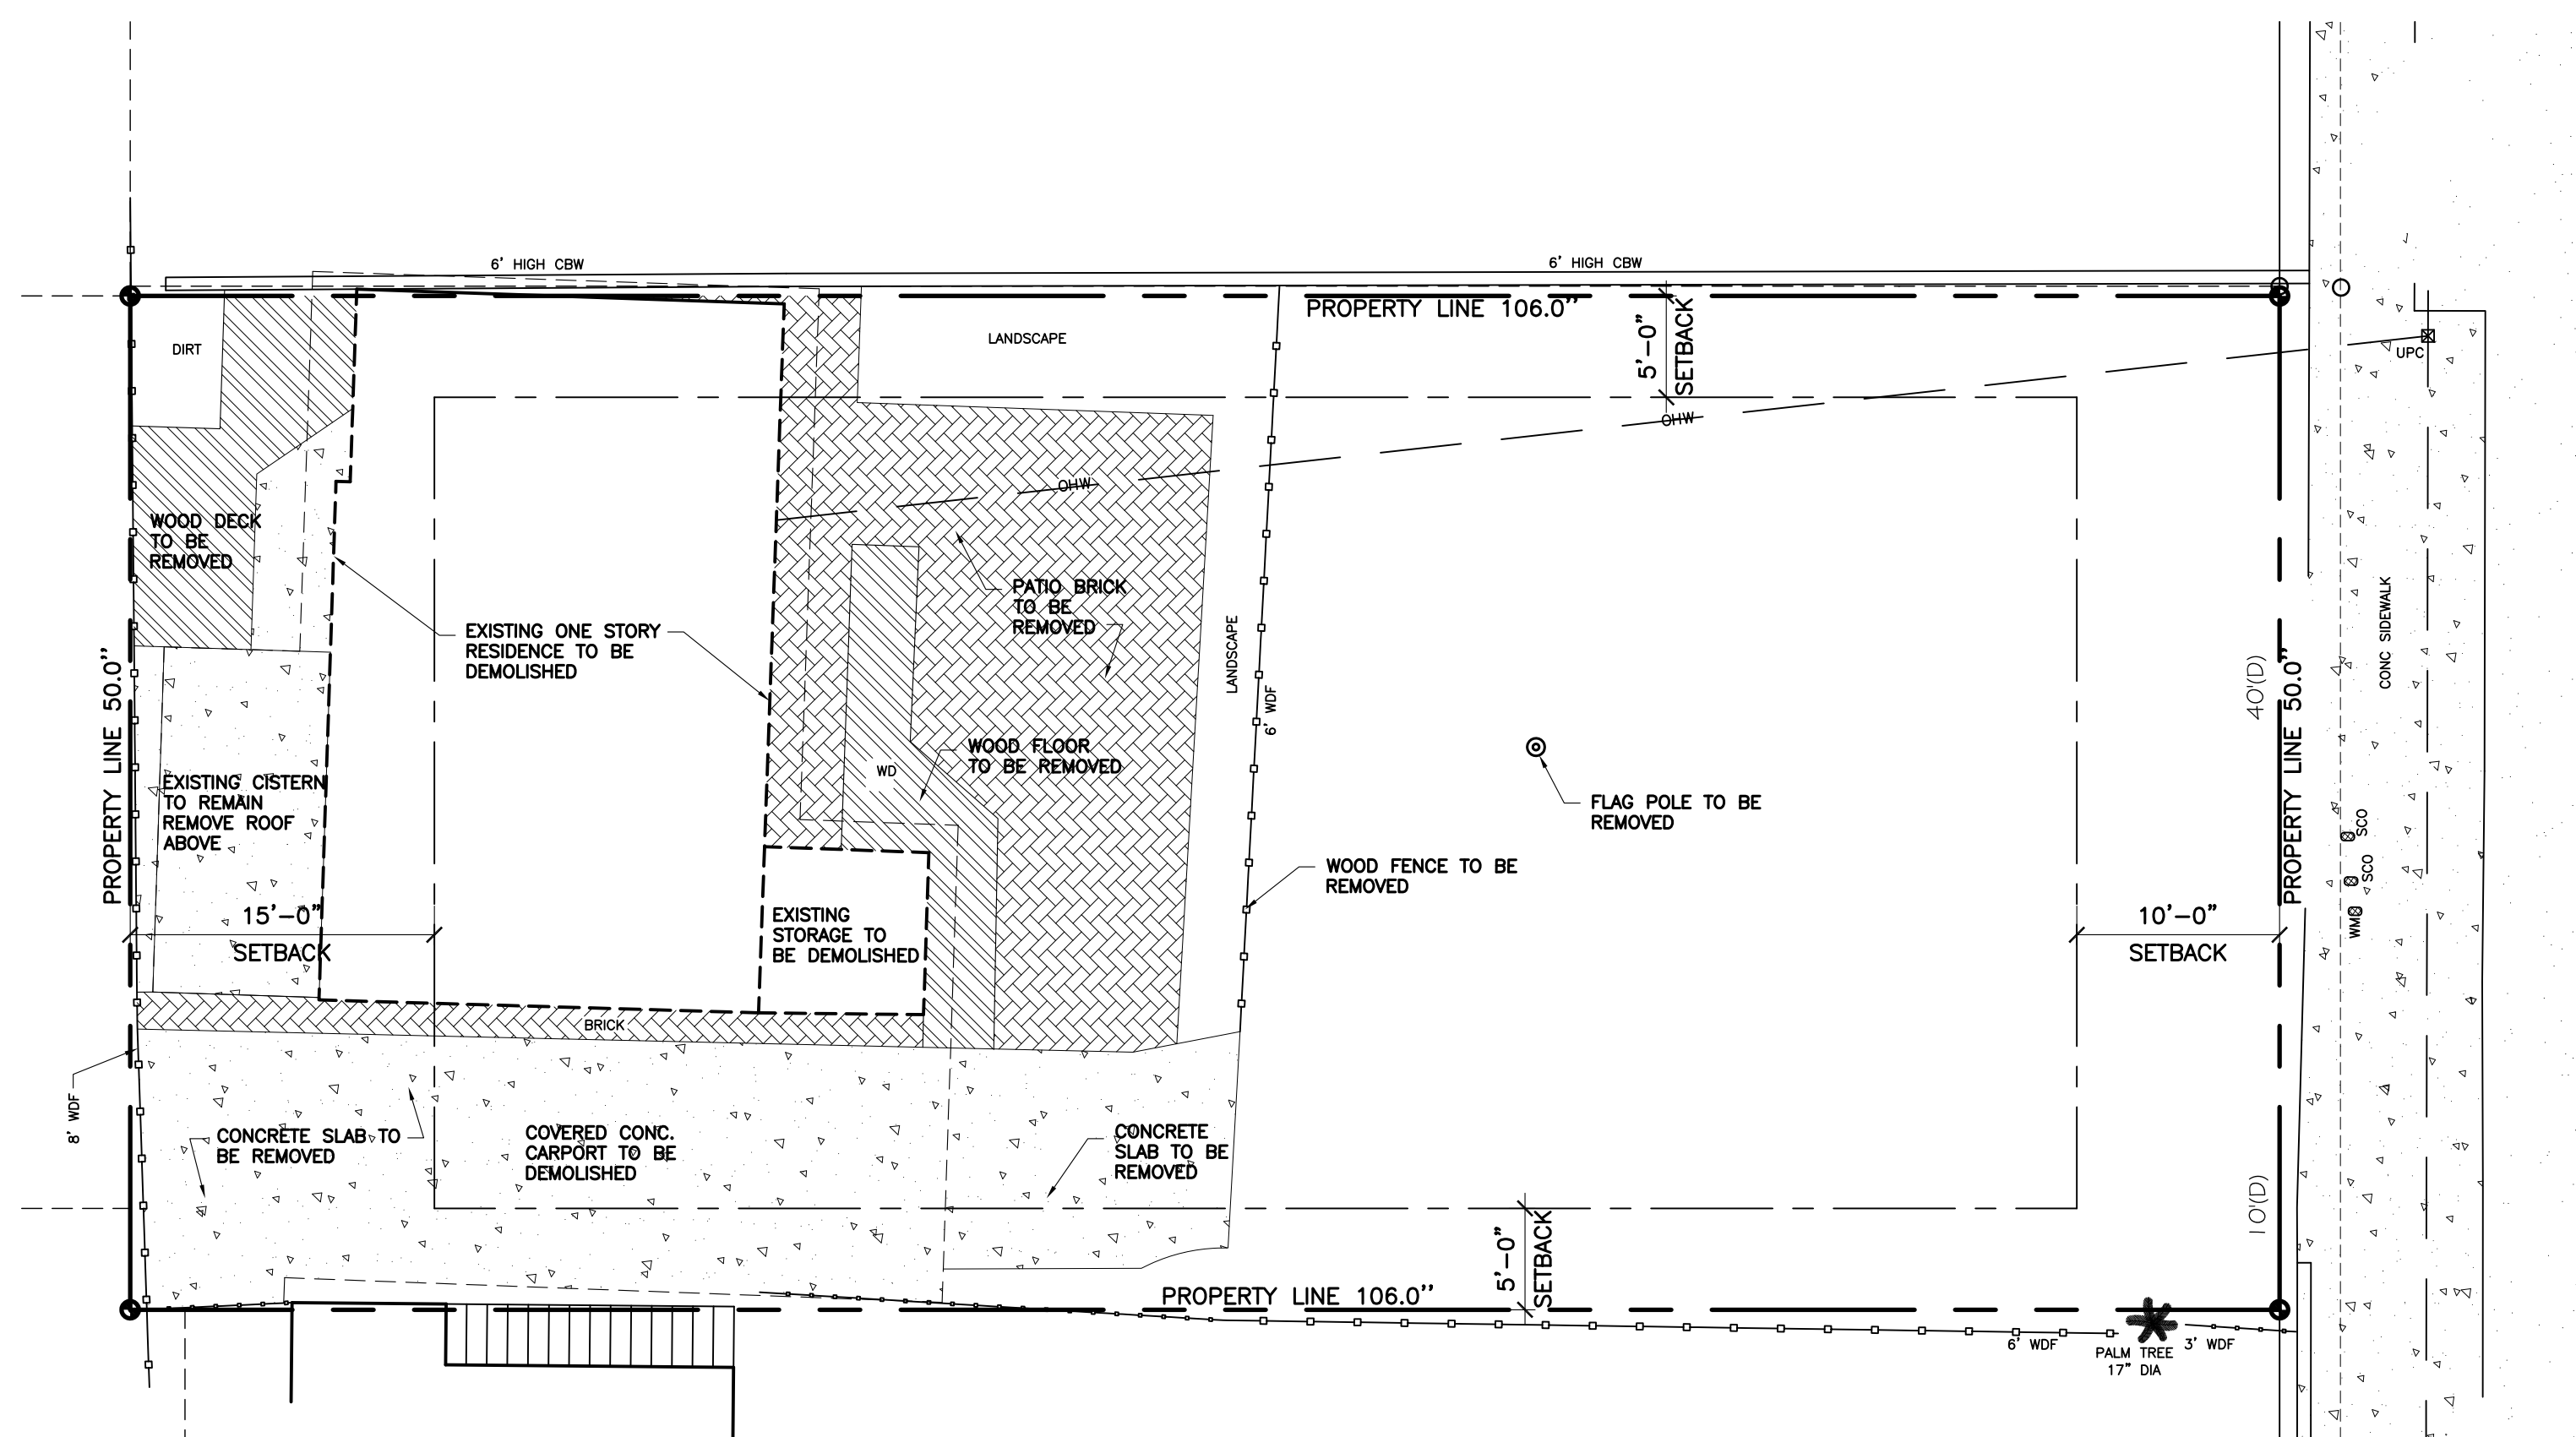 6' HIGH CBW
6' HIGH CBW
PROPERTY LINE 106.0"
DIRT
LANDSCAPE
5'-0"
SETBACK
UPC
OHW
OHW
WOOD DECK
TO BE
REMOVED
PATIO BRICK
TO BE
REMOVED
EXISTING ONE STORY
RESIDENCE TO BE
DEMOLISHED
LANDSCAPE
6' WDF
CONC SIDEWALK
40'(D)
PROPERTY LINE 50.0"
PROPERTY LINE 50.0"
WOOD FLOOR
TO BE REMOVED
WD
EXISTING CISTERN
TO REMAIN
REMOVE ROOF
ABOVE
FLAG POLE TO BE
REMOVED
SCO
SCO
WM
WOOD FENCE TO BE
REMOVED
15'-0"
SETBACK
EXISTING
STORAGE TO
BE DEMOLISHED
10'-0"
SETBACK
BRICK
8' WDF
CONCRETE SLAB TO
BE REMOVED
COVERED CONC.
CARPORT TO BE
DEMOLISHED
CONCRETE
SLAB TO BE
REMOVED
10'(D)
5'-0"
SETBACK
PROPERTY LINE 106.0"
6' WDF
PALM TREE
17" DIA
3' WDF